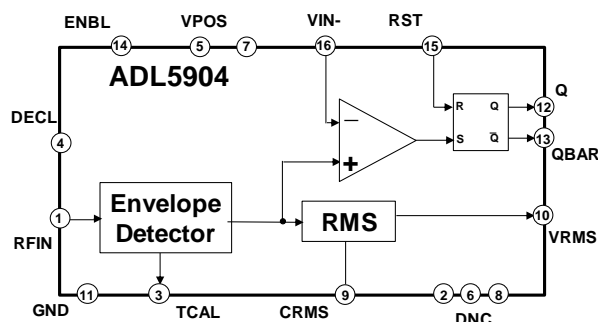 ENBL VPOS VIN- RST
14 5 7 16 15
ADL5904
DECL
4
R Q
S Q̅
Q
12
13
QBAR
−
+
1
RFIN
Envelope
Detector
RMS
10
VRMS
GND 11 3 TCAL CRMS 9 2 6 8
DNC